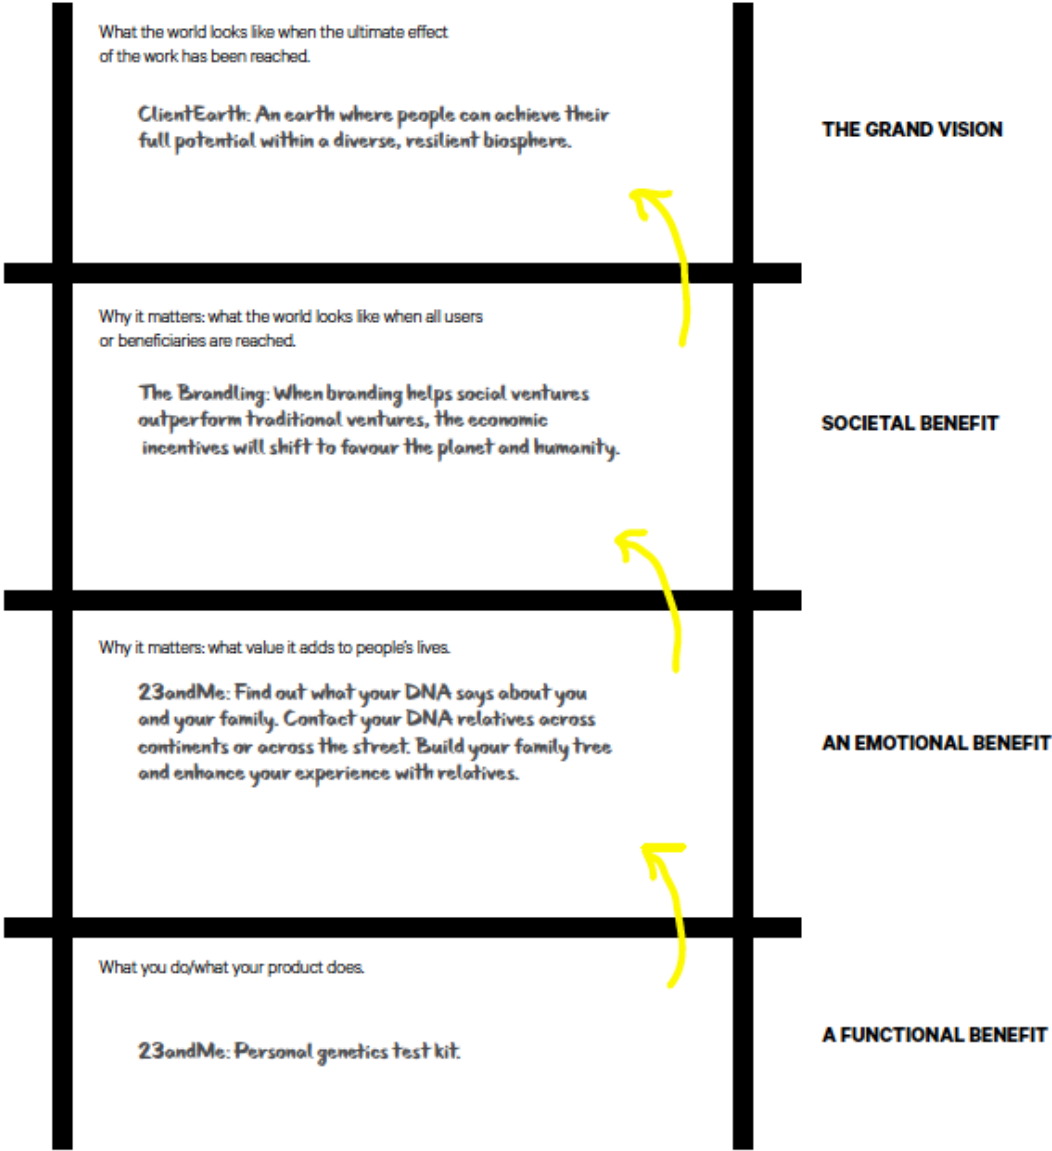 What the world looks like when the ultimate effect
of the work has been reached.
ClientEarth: An earth where people can achieve their
full potential within a diverse, resilient biosphere.
THE GRAND VISION
Why it matters: what the world looks like when all users
or beneficiaries are reached.
The Brandling: When branding helps social ventures
outperform traditional ventures, the economic
incentives will shift to favour the planet and humanity.
SOCIETAL BENEFIT
Why it matters: what value it adds to people's lives.
23andMe: Find out what your DNA says about you
and your family. Contact your DNA relatives across
continents or across the street. Build your family tree
and enhance your experience with relatives.
AN EMOTIONAL BENEFIT
What you do/what your product does.
23andMe: Personal genetics test kit.
A FUNCTIONAL BENEFIT